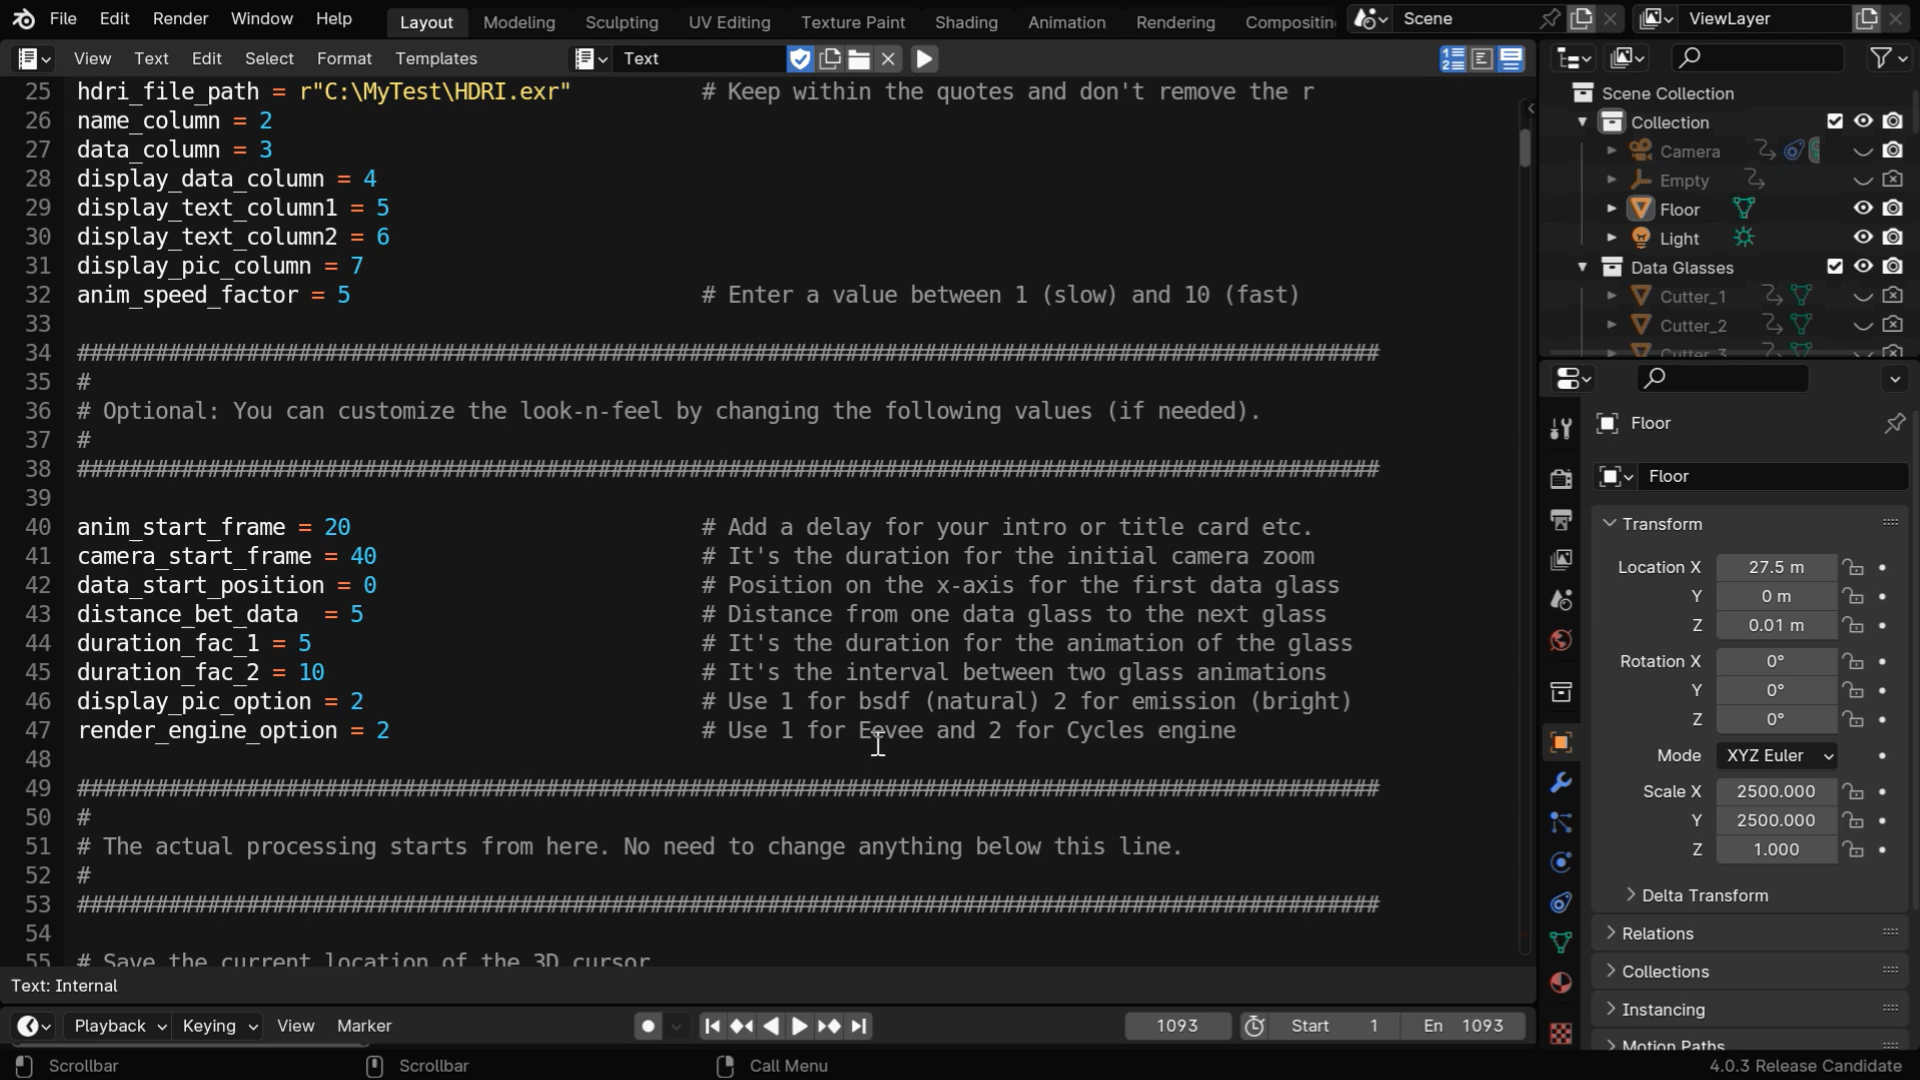 File Edit Render Window Help Layout Modeling Sculpting UV Editing Texture Paint Shading Animation Rendering Compositin Scene ViewLayer
View Text Edit Select Format Templates Text
25 hdri_file_path = r"C:\MyTest\HDRI.exr" # Keep within the quotes and don't remove the r
26 name_column = 2
27 data_column = 3
28 display_data_column = 4
29 display_text_column1 = 5
30 display_text_column2 = 6
31 display_pic_column = 7
32 anim_speed_factor = 5 # Enter a value between 1 (slow) and 10 (fast)
33
34 ####################################################################################################
35 #
36 # Optional: You can customize the look-n-feel by changing the following values (if needed).
37 #
38 ####################################################################################################
39
40 anim_start_frame = 20 # Add a delay for your intro or title card etc.
41 camera_start_frame = 40 # It's the duration for the initial camera zoom
42 data_start_position = 0 # Position on the x-axis for the first data glass
43 distance_bet_data  = 5 # Distance from one data glass to the next glass
44 duration_fac_1 = 5 # It's the duration for the animation of the glass
45 duration_fac_2 = 10 # It's the interval between two glass animations
46 display_pic_option = 2 # Use 1 for bsdf (natural) 2 for emission (bright)
47 render_engine_option = 2 # Use 1 for Eevee and 2 for Cycles engine
48
49 ####################################################################################################
50 #
51 # The actual processing starts from here. No need to change anything below this line.
52 #
53 ####################################################################################################
54
55 # Save the current location of the 3D cursor
Text: Internal
Playback Keying View Marker 1093 Start 1 En 1093
Scrollbar Scrollbar Call Menu 4.0.3 Release Candidate
Scene Collection
Collection
Camera
Empty
Floor
Light
Data Glasses
Cutter_1
Cutter_2
Cutter_3
Floor
Floor
Transform
Location X 27.5 m
Y 0 m
Z 0.01 m
Rotation X 0°
Y 0°
Z 0°
Mode XYZ Euler
Scale X 2500.000
Y 2500.000
Z 1.000
Delta Transform
Relations
Collections
Instancing
Motion Paths